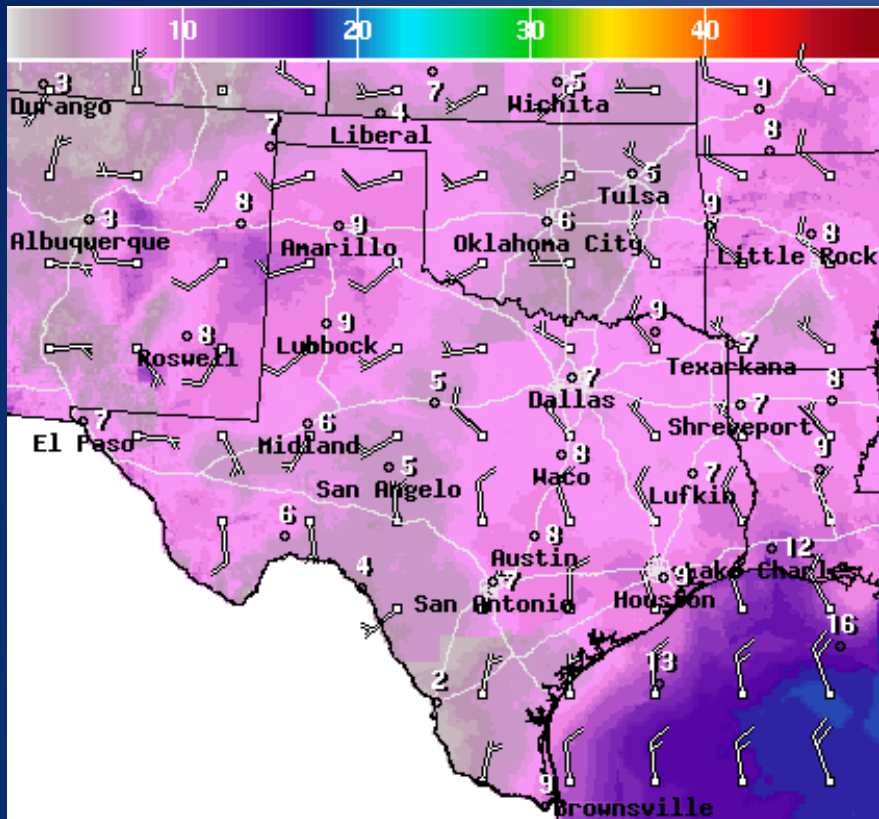 10 20 30 40
3 7 5 9
Durango 4 Wichita
7 Liberal 8
5
Tulsa
3 8 9 6 9 8
Albuquerque Amarillo Oklahoma City Little Rock
8 9 9 7
Roswell Lubbock Texarkana
7 8
5 Dallas 7
7 6 Shreveport
El Paso Midland 8 9
5 Waco 7
San Angelo Lufkin
6 8 12
Austin
4 7 9 Lake Charles
San Antonio Houston
16
2 13
9
Brownsville